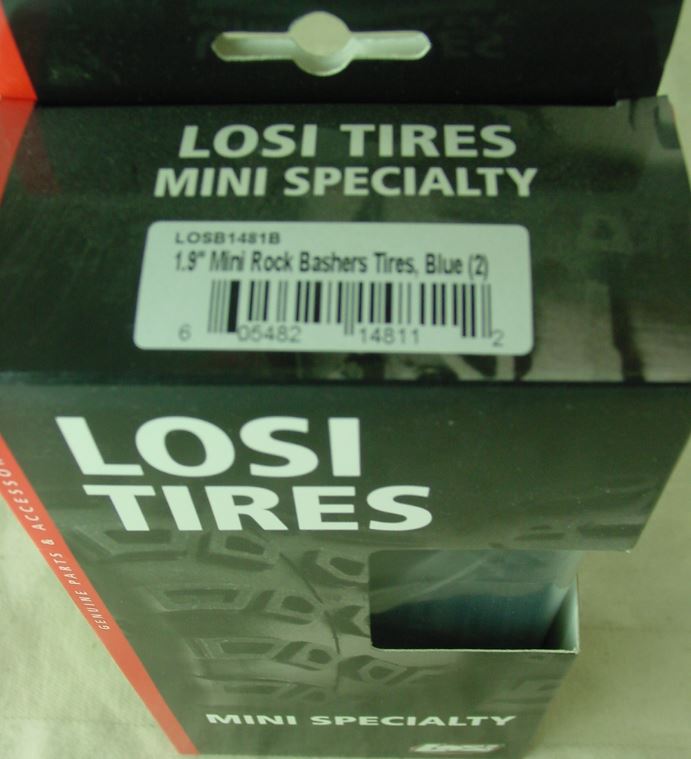 LOSI TIRES
MINI SPECIALTY
LOSB1481B
1.9" Mini Rock Bashers Tires, Blue (2)
6 05482 14811 2
LOSI
TIRES
GENUINE PARTS & ACCESSO
MINI SPECIALTY
LOSI